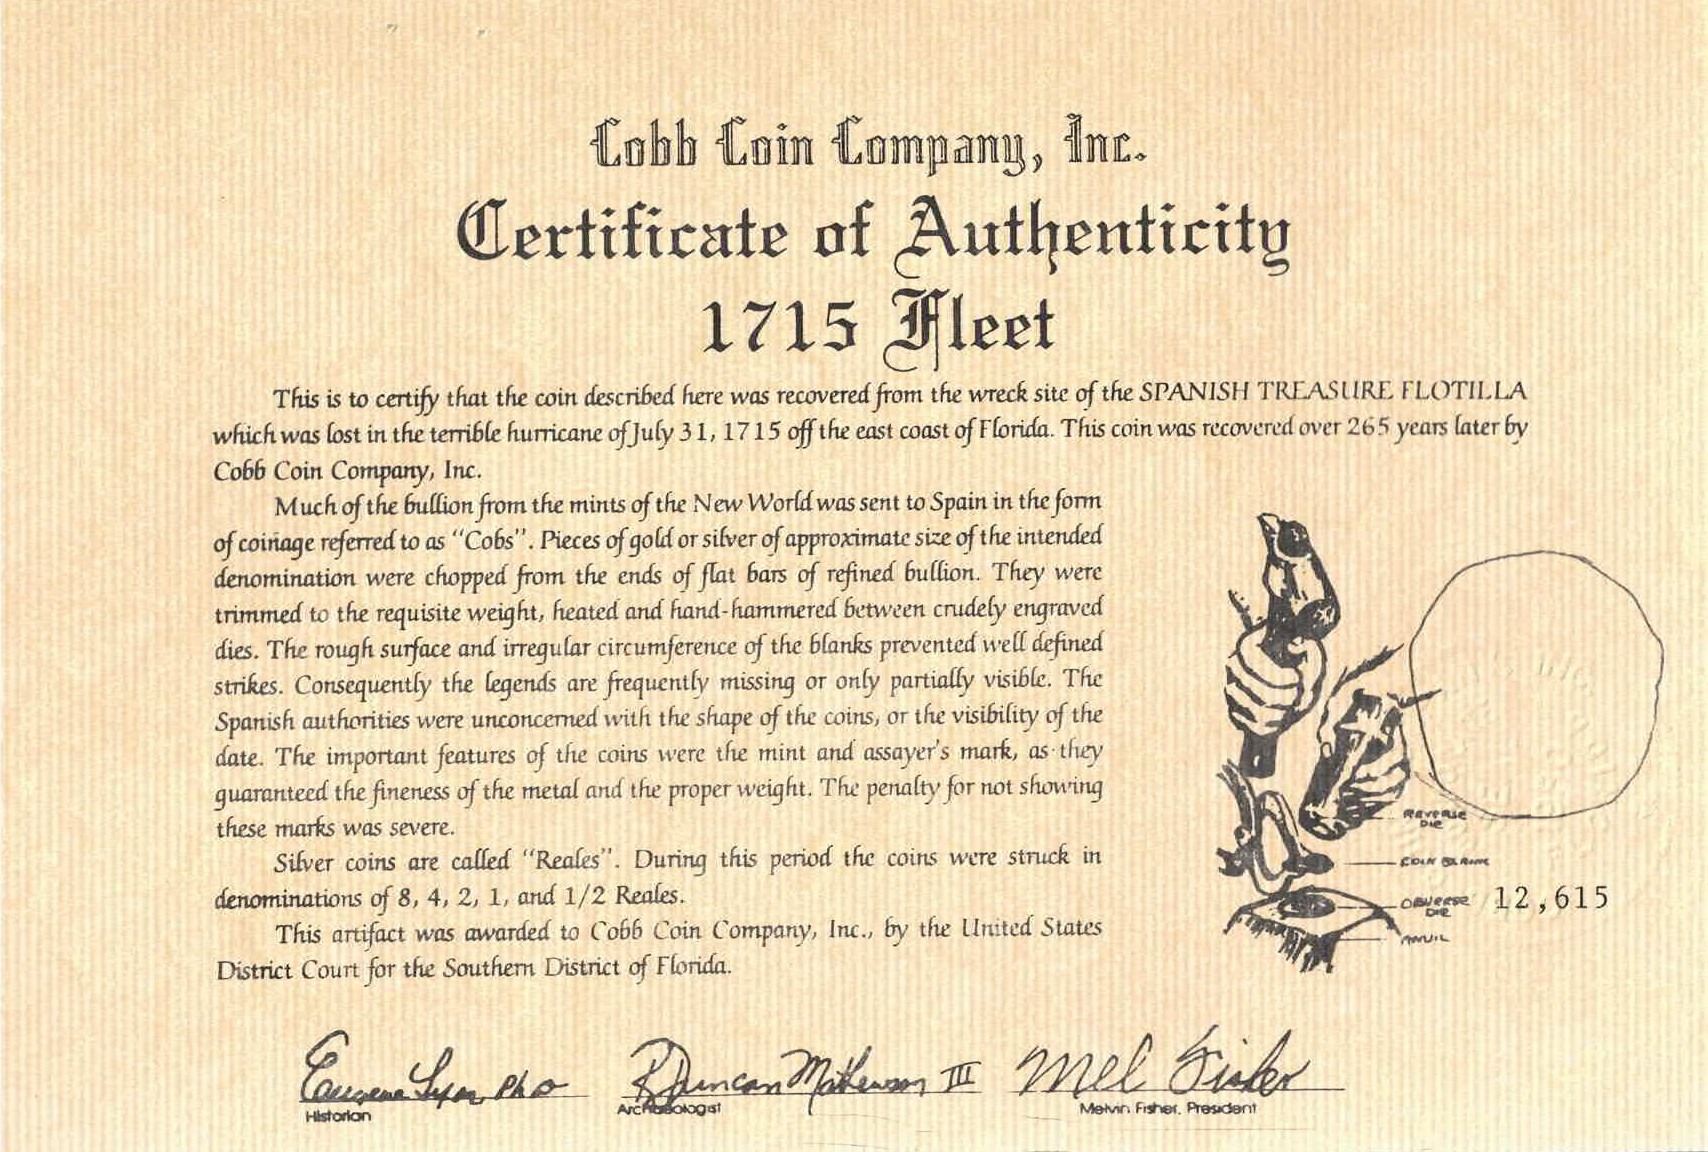 Cobb Coin Company, Inc.
Certificate of Authenticity
1715 Fleet
This is to certify that the coin described here was recovered from the wreck site of the SPANISH TREASURE FLOTILLA
which was lost in the terrible hurricane of July 31, 1715 off the east coast of Florida. This coin was recovered over 265 years later by
Cobb Coin Company, Inc.
Much of the bullion from the mints of the New World was sent to Spain in the form
of coinage referred to as "Cobs". Pieces of gold or silver of approximate size of the intended
denomination were chopped from the ends of flat bars of refined bullion. They were
trimmed to the requisite weight, heated and hand-hammered between crudely engraved
dies. The rough surface and irregular circumference of the blanks prevented well defined
strikes. Consequently the legends are frequently missing or only partially visible. The
Spanish authorities were unconcerned with the shape of the coins, or the visibility of the
date. The important features of the coins were the mint and assayer's mark, as they
guaranteed the fineness of the metal and the proper weight. The penalty for not showing
these marks was severe.
Silver coins are called "Reales". During this period the coins were struck in
denominations of 8, 4, 2, 1, and 1/2 Reales.
This artifact was awarded to Cobb Coin Company, Inc., by the United States
District Court for the Southern District of Florida.
REVERSE
DIE
COIN BLANK
OBVERSE
DIE
12,615
ANVIL
Eugene Lyon PhD
Historian
R Duncan Mathewson III
Archaeologist
Mel Fisher
Melvin Fisher, President